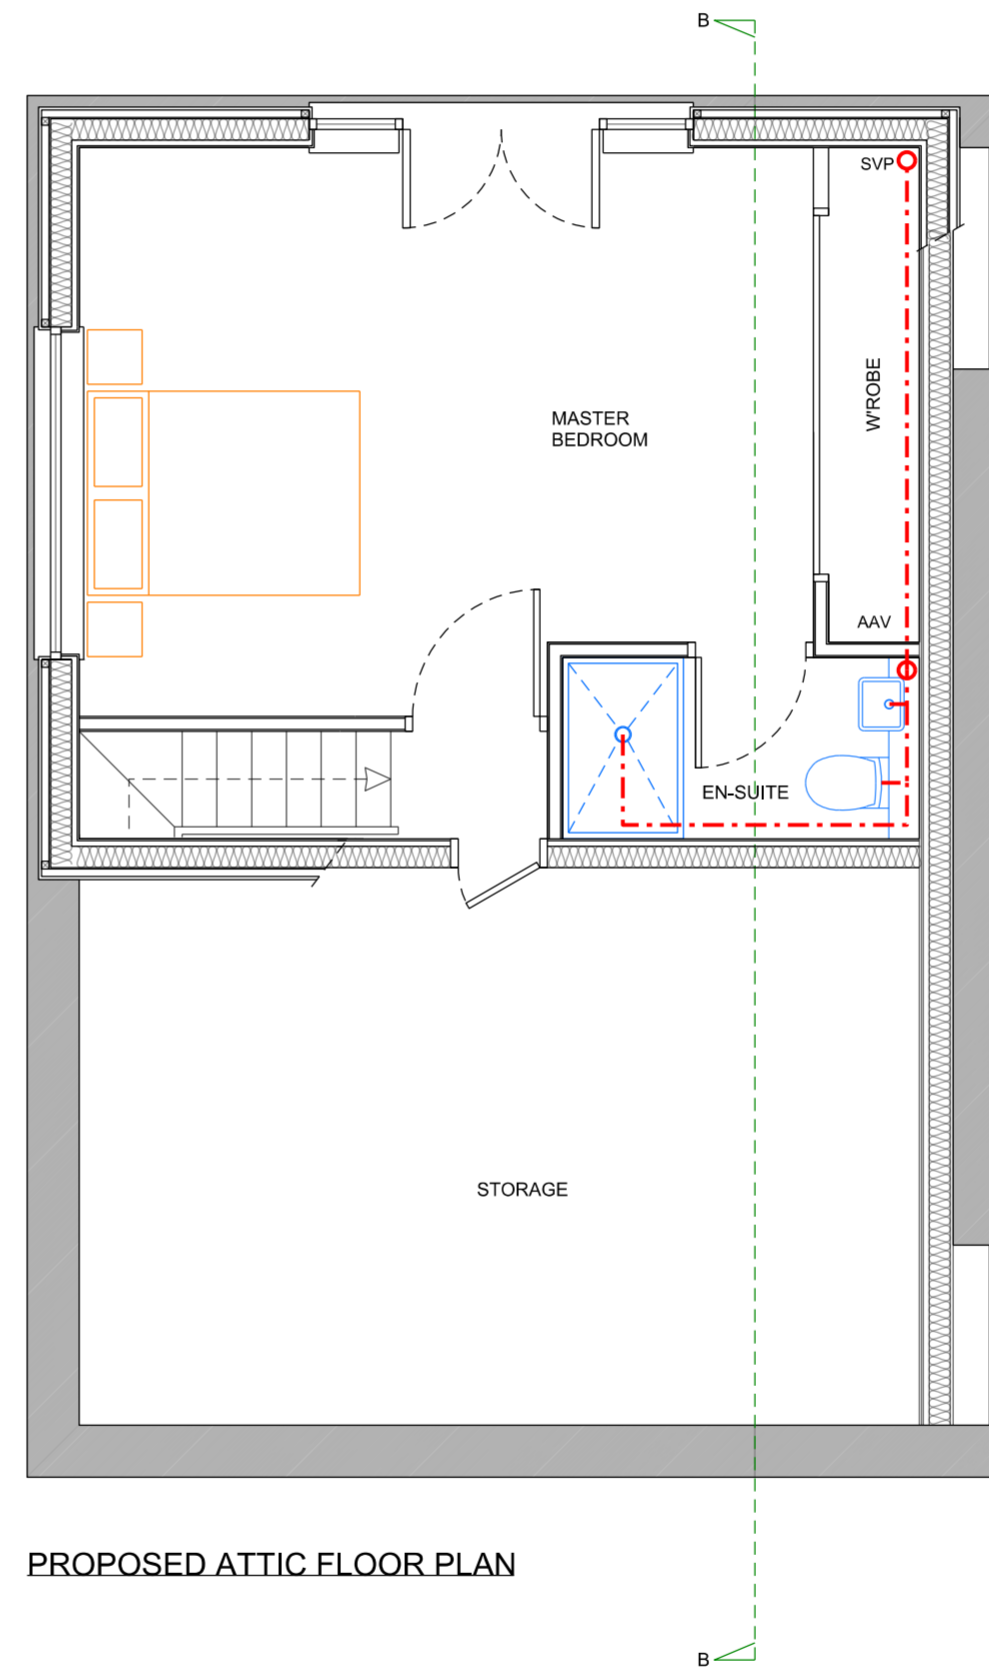 B
SVP
W'ROBE
MASTER
BEDROOM
AAV
EN-SUITE
STORAGE
PROPOSED ATTIC FLOOR PLAN
B